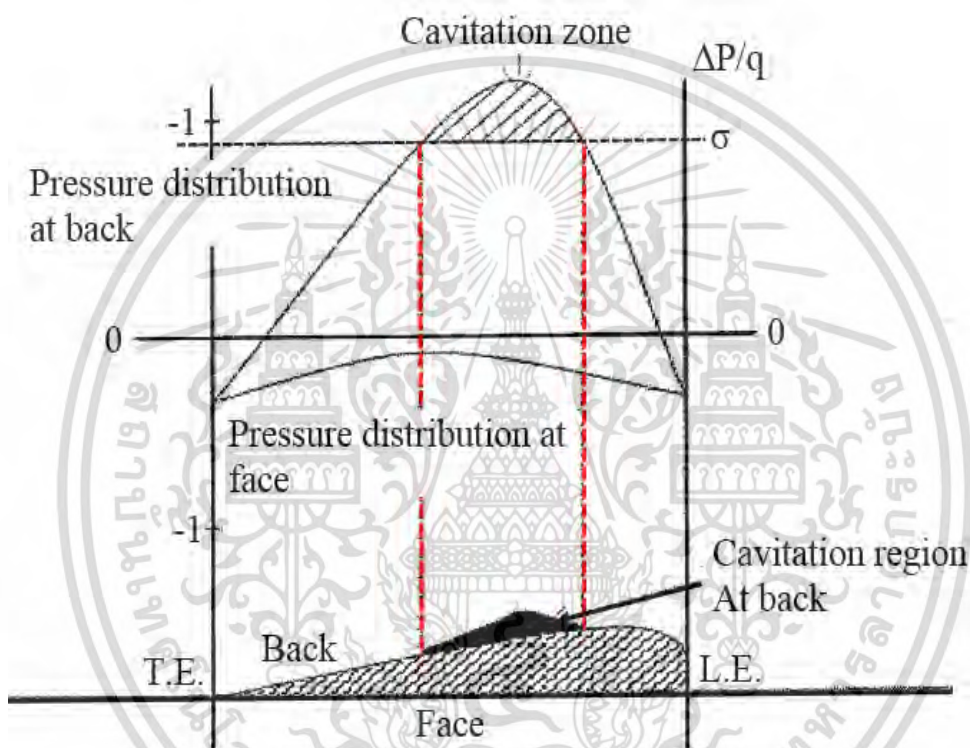 Cavitation zone
ΔP/q
-1
σ
Pressure distribution
at back
0
0
Pressure distribution at
face
-1
Cavitation region
At back
Back
T.E.
L.E.
Face